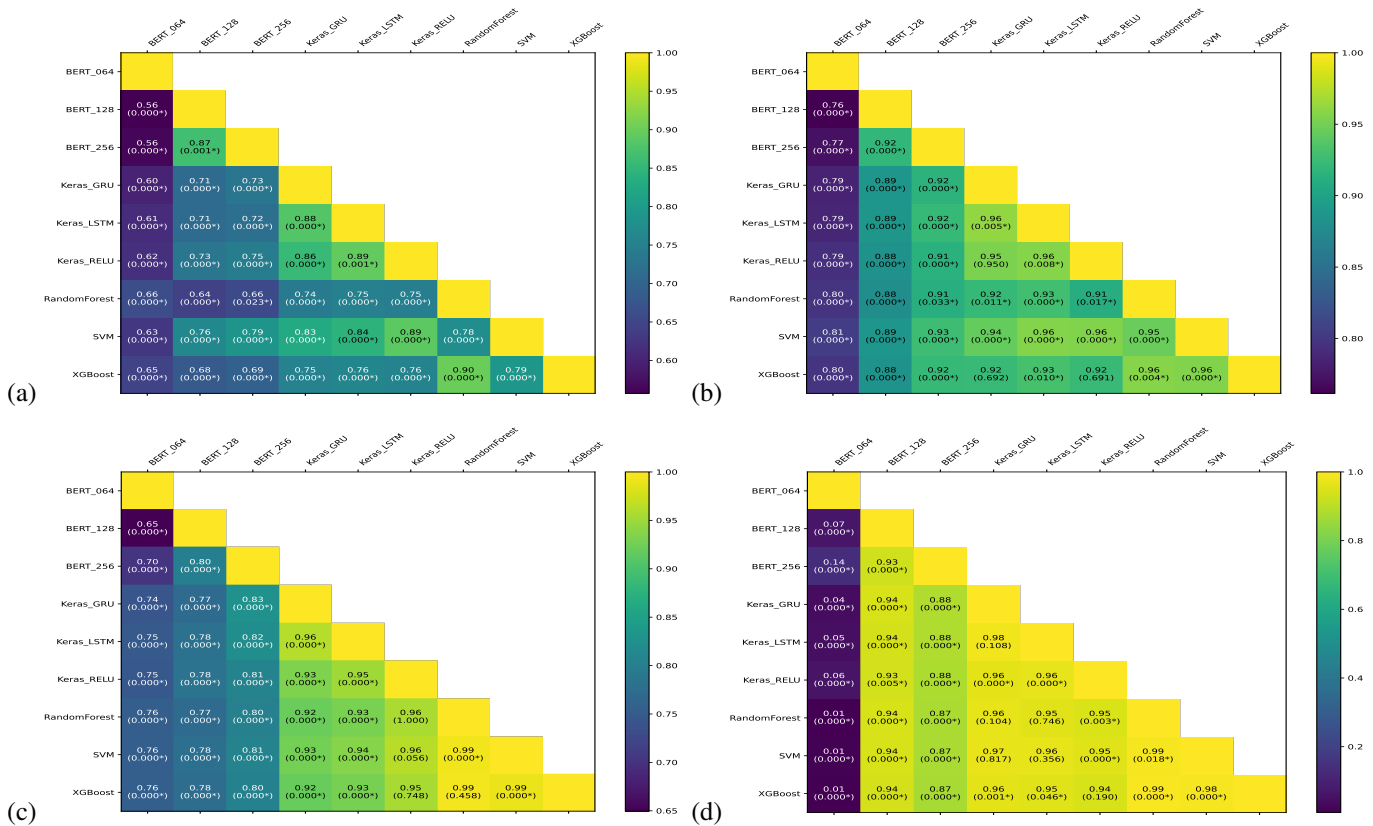 BERT_064 BERT_128 BERT_256 Keras_GRU Keras_LSTM Keras_RELU RandomForest SVM XGBoost
BERT_064
BERT_128 0.56 (0.000*)
BERT_256 0.56 (0.000*) 0.87 (0.001*)
Keras_GRU 0.60 (0.000*) 0.71 (0.000*) 0.73 (0.000*)
Keras_LSTM 0.61 (0.000*) 0.71 (0.000*) 0.72 (0.000*) 0.88 (0.000*)
Keras_RELU 0.62 (0.000*) 0.73 (0.000*) 0.75 (0.000*) 0.86 (0.000*) 0.89 (0.001*)
RandomForest 0.66 (0.000*) 0.64 (0.000*) 0.66 (0.023*) 0.74 (0.000*) 0.75 (0.000*) 0.75 (0.000*)
SVM 0.63 (0.000*) 0.76 (0.000*) 0.79 (0.000*) 0.83 (0.000*) 0.84 (0.000*) 0.89 (0.000*) 0.78 (0.000*)
XGBoost 0.65 (0.000*) 0.68 (0.000*) 0.69 (0.000*) 0.75 (0.000*) 0.76 (0.000*) 0.76 (0.000*) 0.90 (0.000*) 0.79 (0.000*)
1.00
0.95
0.90
0.85
0.80
0.75
0.70
0.65
0.60
(a)
BERT_064 BERT_128 BERT_256 Keras_GRU Keras_LSTM Keras_RELU RandomForest SVM XGBoost
BERT_064
BERT_128 0.76 (0.000*)
BERT_256 0.77 (0.000*) 0.92 (0.000*)
Keras_GRU 0.79 (0.000*) 0.89 (0.000*) 0.92 (0.000*)
Keras_LSTM 0.79 (0.000*) 0.89 (0.000*) 0.92 (0.000*) 0.96 (0.005*)
Keras_RELU 0.79 (0.000*) 0.88 (0.000*) 0.91 (0.000*) 0.95 (0.950) 0.96 (0.008*)
RandomForest 0.80 (0.000*) 0.88 (0.000*) 0.91 (0.033*) 0.92 (0.011*) 0.93 (0.000*) 0.91 (0.017*)
SVM 0.81 (0.000*) 0.89 (0.000*) 0.93 (0.000*) 0.94 (0.000*) 0.96 (0.000*) 0.96 (0.000*) 0.95 (0.000*)
XGBoost 0.80 (0.000*) 0.88 (0.000*) 0.92 (0.000*) 0.92 (0.692) 0.93 (0.010*) 0.92 (0.691) 0.96 (0.004*) 0.96 (0.000*)
1.00
0.95
0.90
0.85
0.80
(b)
BERT_064 BERT_128 BERT_256 Keras_GRU Keras_LSTM Keras_RELU RandomForest SVM XGBoost
BERT_064
BERT_128 0.65 (0.000*)
BERT_256 0.70 (0.000*) 0.80 (0.000*)
Keras_GRU 0.74 (0.000*) 0.77 (0.000*) 0.83 (0.000*)
Keras_LSTM 0.75 (0.000*) 0.78 (0.000*) 0.82 (0.000*) 0.96 (0.000*)
Keras_RELU 0.75 (0.000*) 0.78 (0.000*) 0.81 (0.000*) 0.93 (0.000*) 0.95 (0.000*)
RandomForest 0.76 (0.000*) 0.77 (0.000*) 0.80 (0.000*) 0.92 (0.000*) 0.93 (0.000*) 0.96 (1.000)
SVM 0.76 (0.000*) 0.78 (0.000*) 0.81 (0.000*) 0.93 (0.000*) 0.94 (0.000*) 0.96 (0.056) 0.99 (0.000*)
XGBoost 0.76 (0.000*) 0.78 (0.000*) 0.80 (0.000*) 0.92 (0.000*) 0.93 (0.000*) 0.95 (0.748) 0.99 (0.458) 0.99 (0.000*)
1.00
0.95
0.90
0.85
0.80
0.75
0.70
0.65
(c)
BERT_064 BERT_128 BERT_256 Keras_GRU Keras_LSTM Keras_RELU RandomForest SVM XGBoost
BERT_064
BERT_128 0.07 (0.000*)
BERT_256 0.14 (0.000*) 0.93 (0.000*)
Keras_GRU 0.04 (0.000*) 0.94 (0.000*) 0.88 (0.000*)
Keras_LSTM 0.05 (0.000*) 0.94 (0.000*) 0.88 (0.000*) 0.98 (0.108)
Keras_RELU 0.06 (0.000*) 0.93 (0.005*) 0.88 (0.000*) 0.96 (0.000*) 0.96 (0.000*)
RandomForest 0.01 (0.000*) 0.94 (0.000*) 0.87 (0.000*) 0.96 (0.104) 0.95 (0.746) 0.95 (0.003*)
SVM 0.01 (0.000*) 0.94 (0.000*) 0.87 (0.000*) 0.97 (0.817) 0.96 (0.356) 0.95 (0.000*) 0.99 (0.018*)
XGBoost 0.01 (0.000*) 0.94 (0.000*) 0.87 (0.000*) 0.96 (0.001*) 0.95 (0.046*) 0.94 (0.190) 0.99 (0.000*) 0.98 (0.000*)
1.0
0.8
0.6
0.4
0.2
(d)